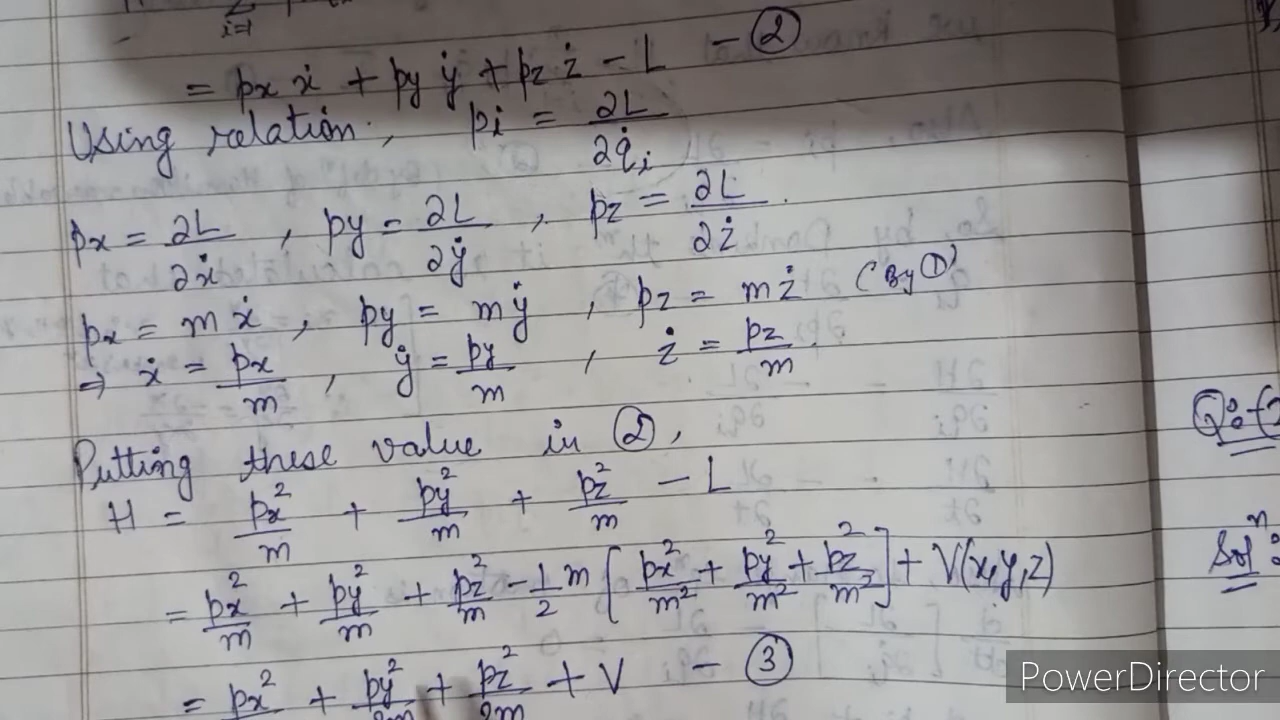 i=1
= px ẋ + py ẏ + pz ż − L − ②
Using relation, pi = ∂L/∂q̇i
px = ∂L/∂ẋ , py = ∂L/∂ẏ , pz = ∂L/∂ż .
px = mẋ , py = mẏ , pz = mż (By ①)
⇒ ẋ = px/m , ẏ = py/m , ż = pz/m
Putting these value in ②,
H = px²/m + py²/m + pz²/m − L
= px²/m + py²/m + pz²/m − 1/2 m [px²/m² + py²/m² + pz²/m²] + V(x,y,z)
= px² + py²/2m + pz²/2m + V − ③
Q:-
Solⁿ:
PowerDirector